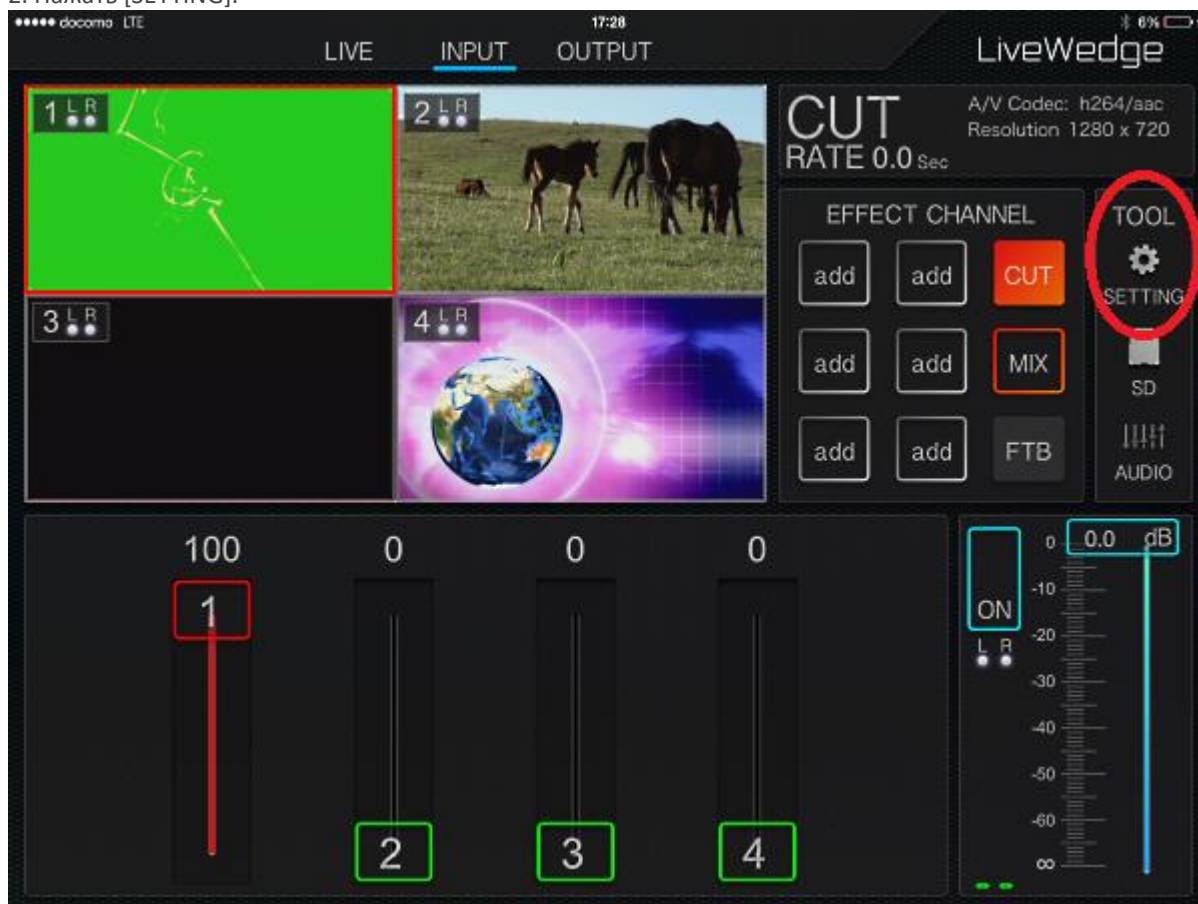 2. Нажать [SETTING].
docomo LTE 17:28 6%
LIVE INPUT OUTPUT LiveWedge
1 L R
2 L R
3 L R
4 L R
CUT
RATE 0.0 Sec
A/V Codec: h264/aac
Resolution 1280 x 720
EFFECT CHANNEL
add add CUT
add add MIX
add add FTB
TOOL
SETTING
SD
AUDIO
100 0 0 0
1
2 3 4
ON
L R
0.0 dB
0
-10
-20
-30
-40
-50
-60
∞